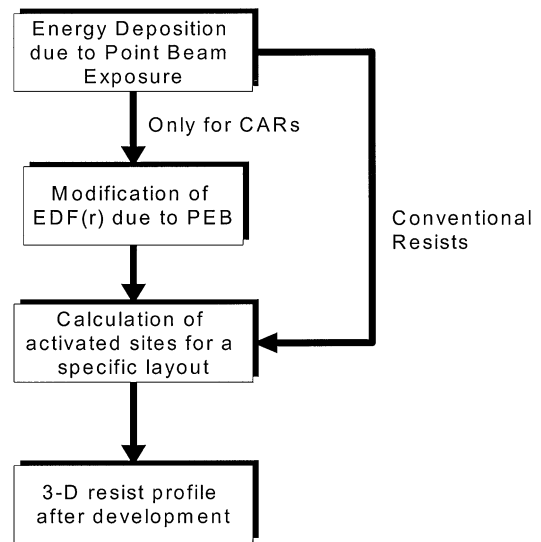 Energy Deposition
due to Point Beam
Exposure
Only for CARs
Modification of
EDF(r) due to PEB
Conventional
Resists
Calculation of
activated sites for a
specific layout
3-D resist profile
after development